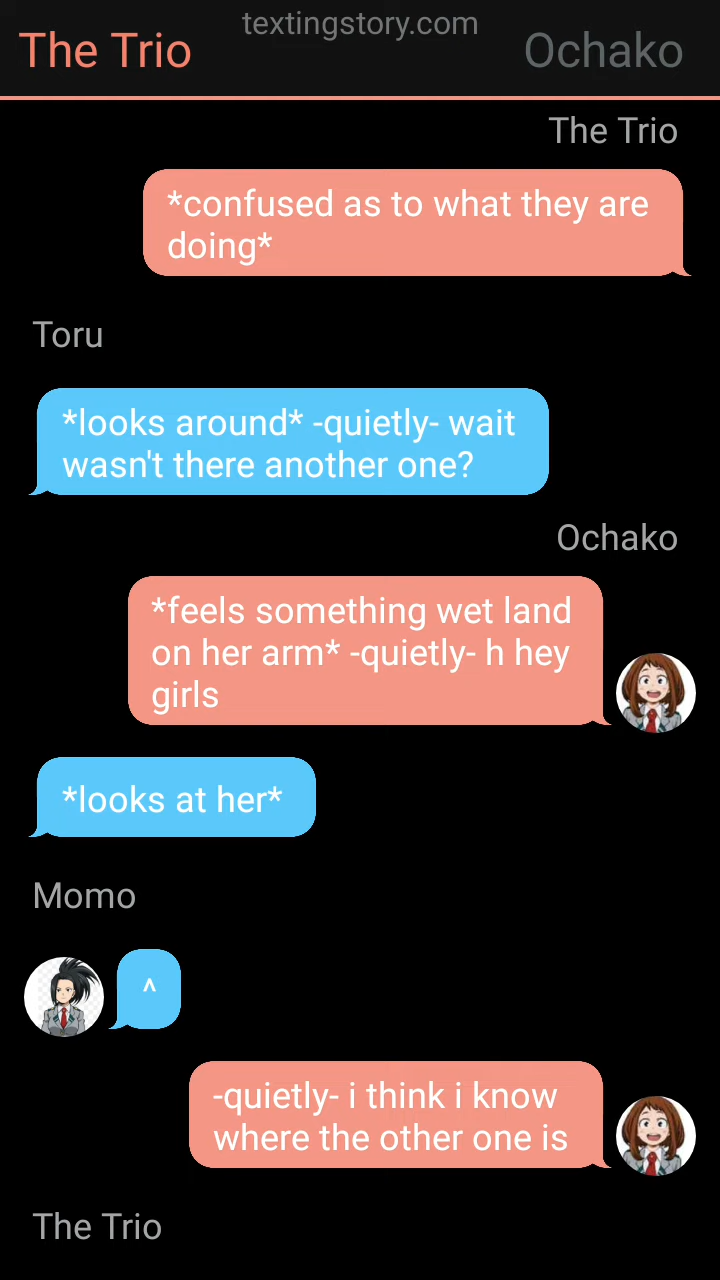 textingstory.com
The Trio
Ochako
The Trio
*confused as to what they are
doing*
Toru
*looks around* -quietly- wait
wasn't there another one?
Ochako
*feels something wet land
on her arm* -quietly- h hey
girls
*looks at her*
Momo
^
-quietly- i think i know
where the other one is
The Trio